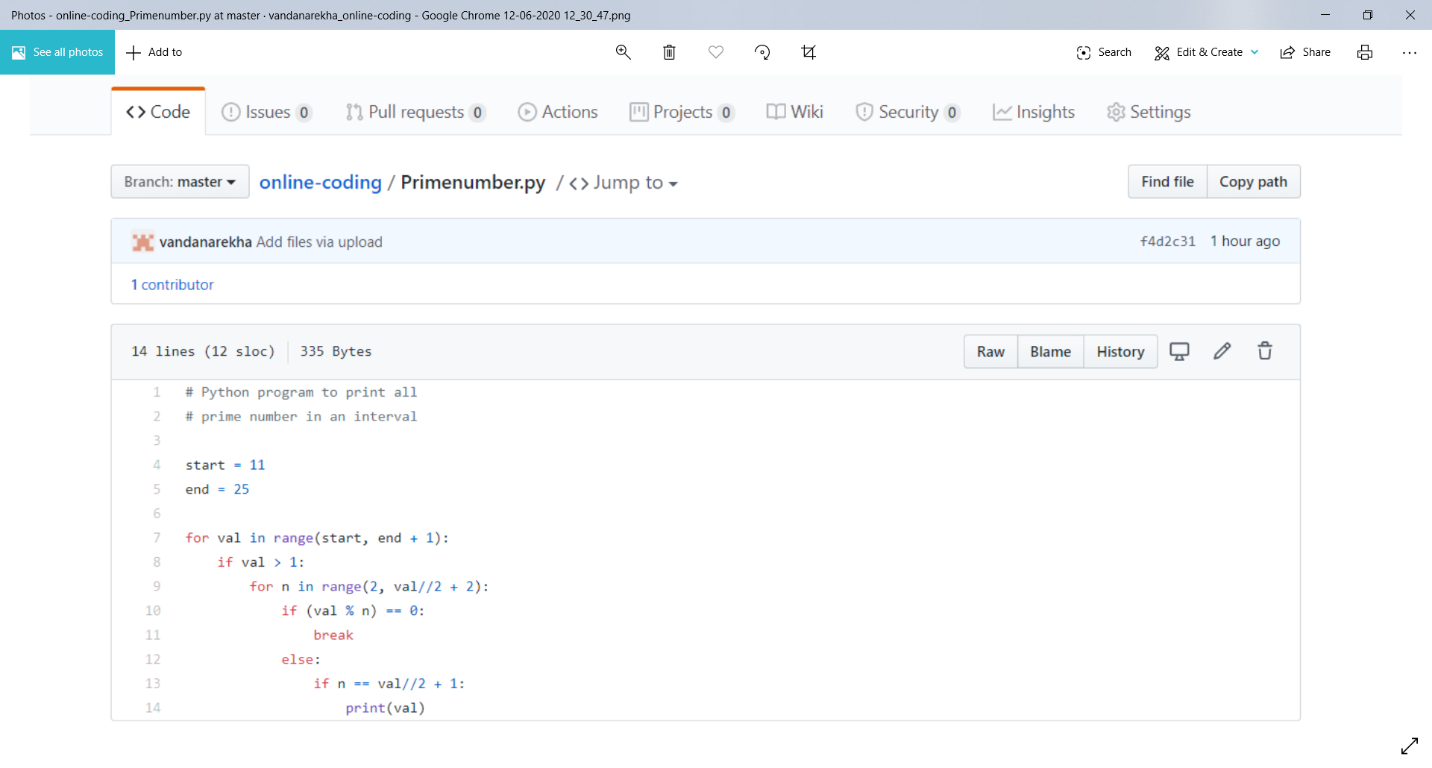 Photos - online-coding_Primenumber.py at master · vandanarekha_online-coding - Google Chrome 12-06-2020 12_30_47.png
See all photos Add to Search Edit & Create Share
Code Issues 0 Pull requests 0 Actions Projects 0 Wiki Security 0 Insights Settings
Branch: master online-coding / Primenumber.py / <> Jump to Find file Copy path
vandanarekha Add files via upload f4d2c31 1 hour ago
1 contributor
14 lines (12 sloc) 335 Bytes Raw Blame History
1 # Python program to print all
2 # prime number in an interval
3
4 start = 11
5 end = 25
6
7 for val in range(start, end + 1):
8     if val > 1:
9         for n in range(2, val//2 + 2):
10             if (val % n) == 0:
11                 break
12             else:
13                 if n == val//2 + 1:
14                     print(val)